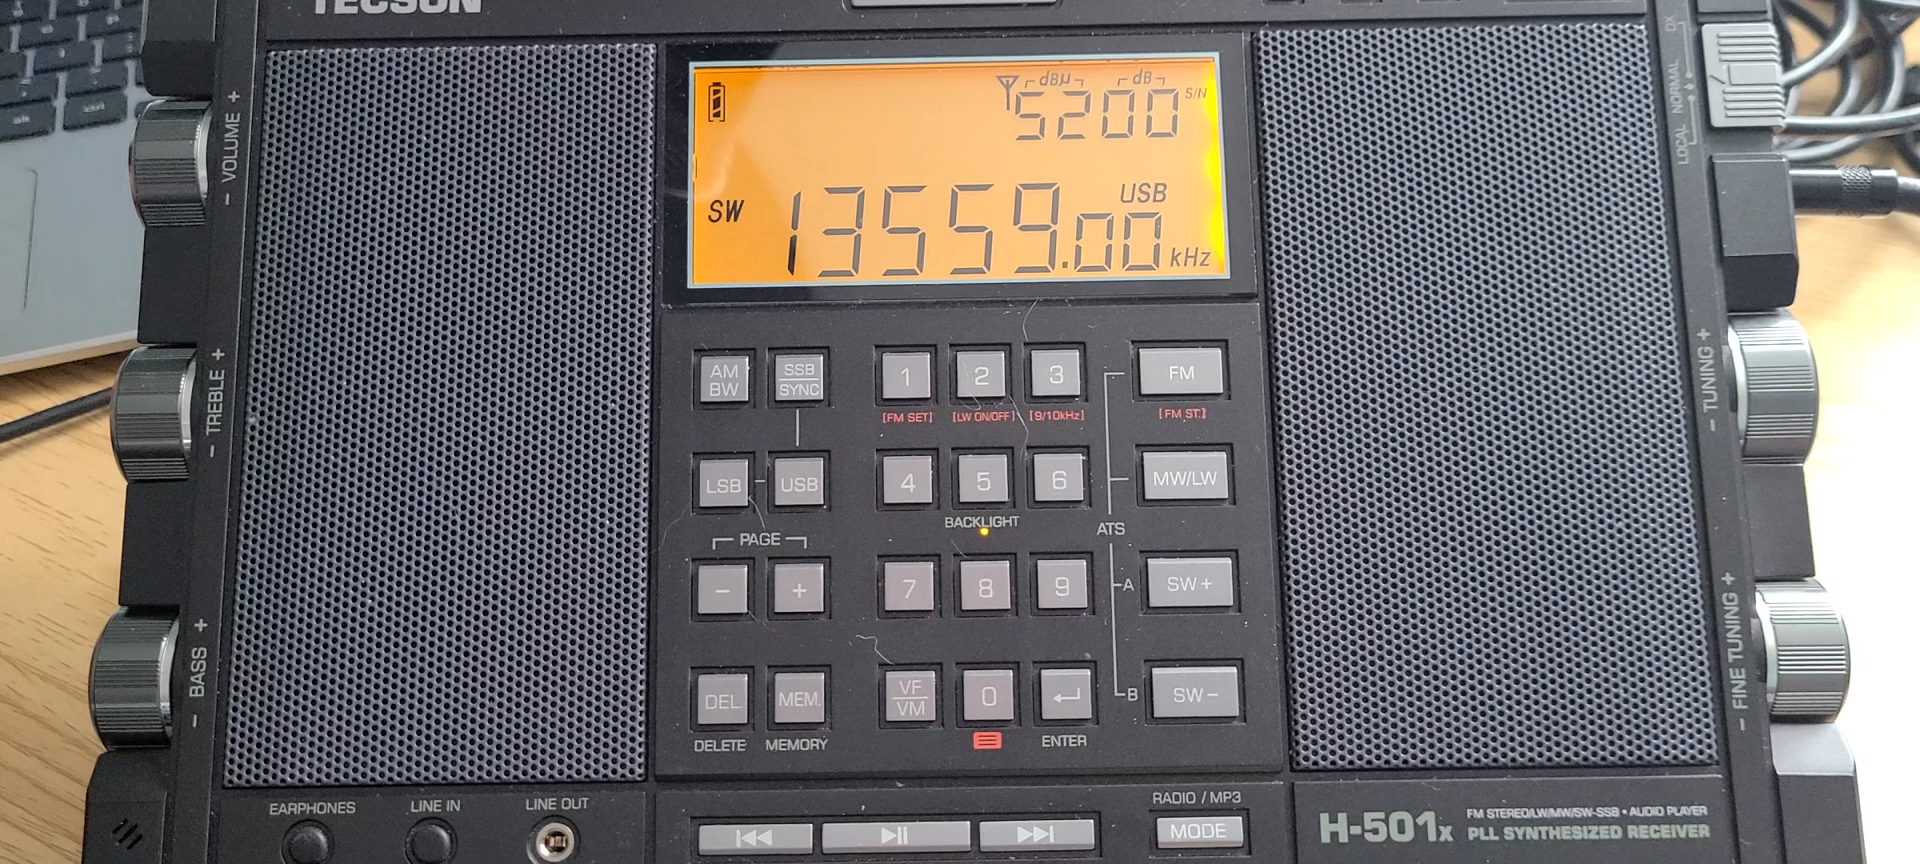 TECSUN
dBμ dB
5200 S/N
SW 13559.00 USB kHz
- VOLUME +
- TREBLE +
- BASS +
LOCAL NORMAL DX
- TUNING +
- FINE TUNING +
AM BW
SSB SYNC
1 2 3
FM
[FM SET] [LW ON/OFF] [9/10kHz] [FM ST.]
LSB USB
4 5 6
MW/LW
BACKLIGHT
ATS
PAGE
- +
7 8 9
A
SW +
DEL. MEM.
VF VM
0
B
SW -
DELETE MEMORY
ENTER
EARPHONES LINE IN LINE OUT
RADIO / MP3
MODE
H-501x
FM STEREO/LW/MW/SW-SSB • AUDIO PLAYER
PLL SYNTHESIZED RECEIVER